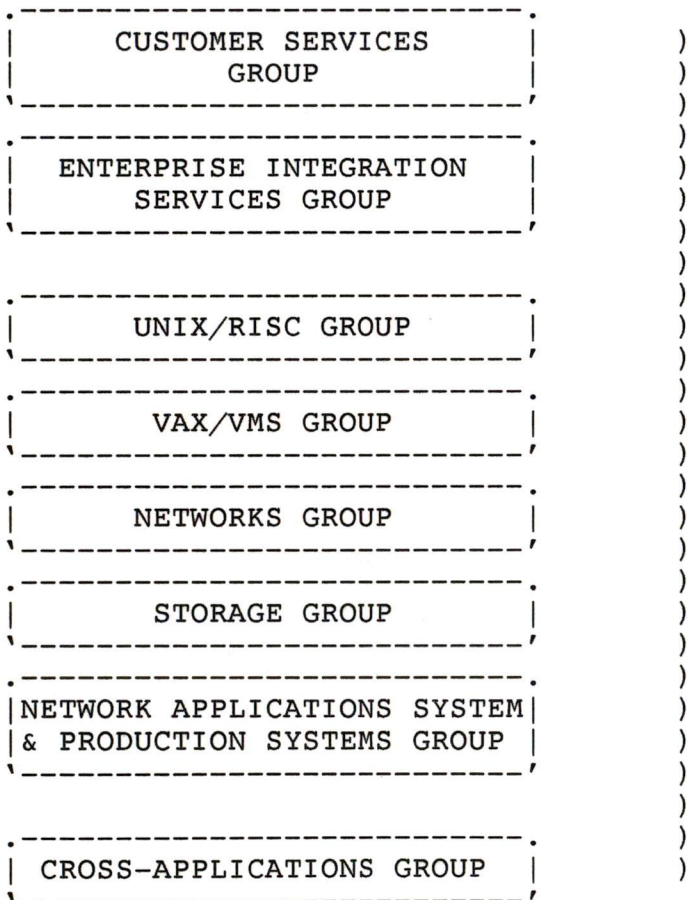 CUSTOMER SERVICES
GROUP
ENTERPRISE INTEGRATION
SERVICES GROUP
UNIX/RISC GROUP
VAX/VMS GROUP
NETWORKS GROUP
STORAGE GROUP
NETWORK APPLICATIONS SYSTEM
& PRODUCTION SYSTEMS GROUP
CROSS-APPLICATIONS GROUP